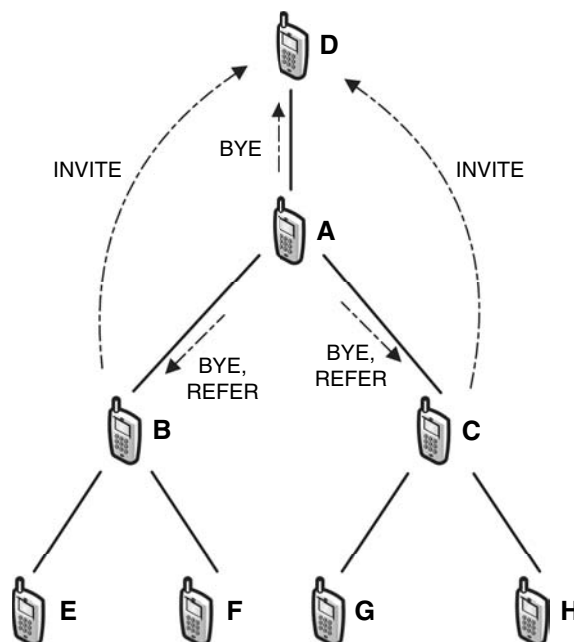 D
BYE
INVITE
INVITE
A
BYE,
REFER
BYE,
REFER
B
C
E
F
G
H